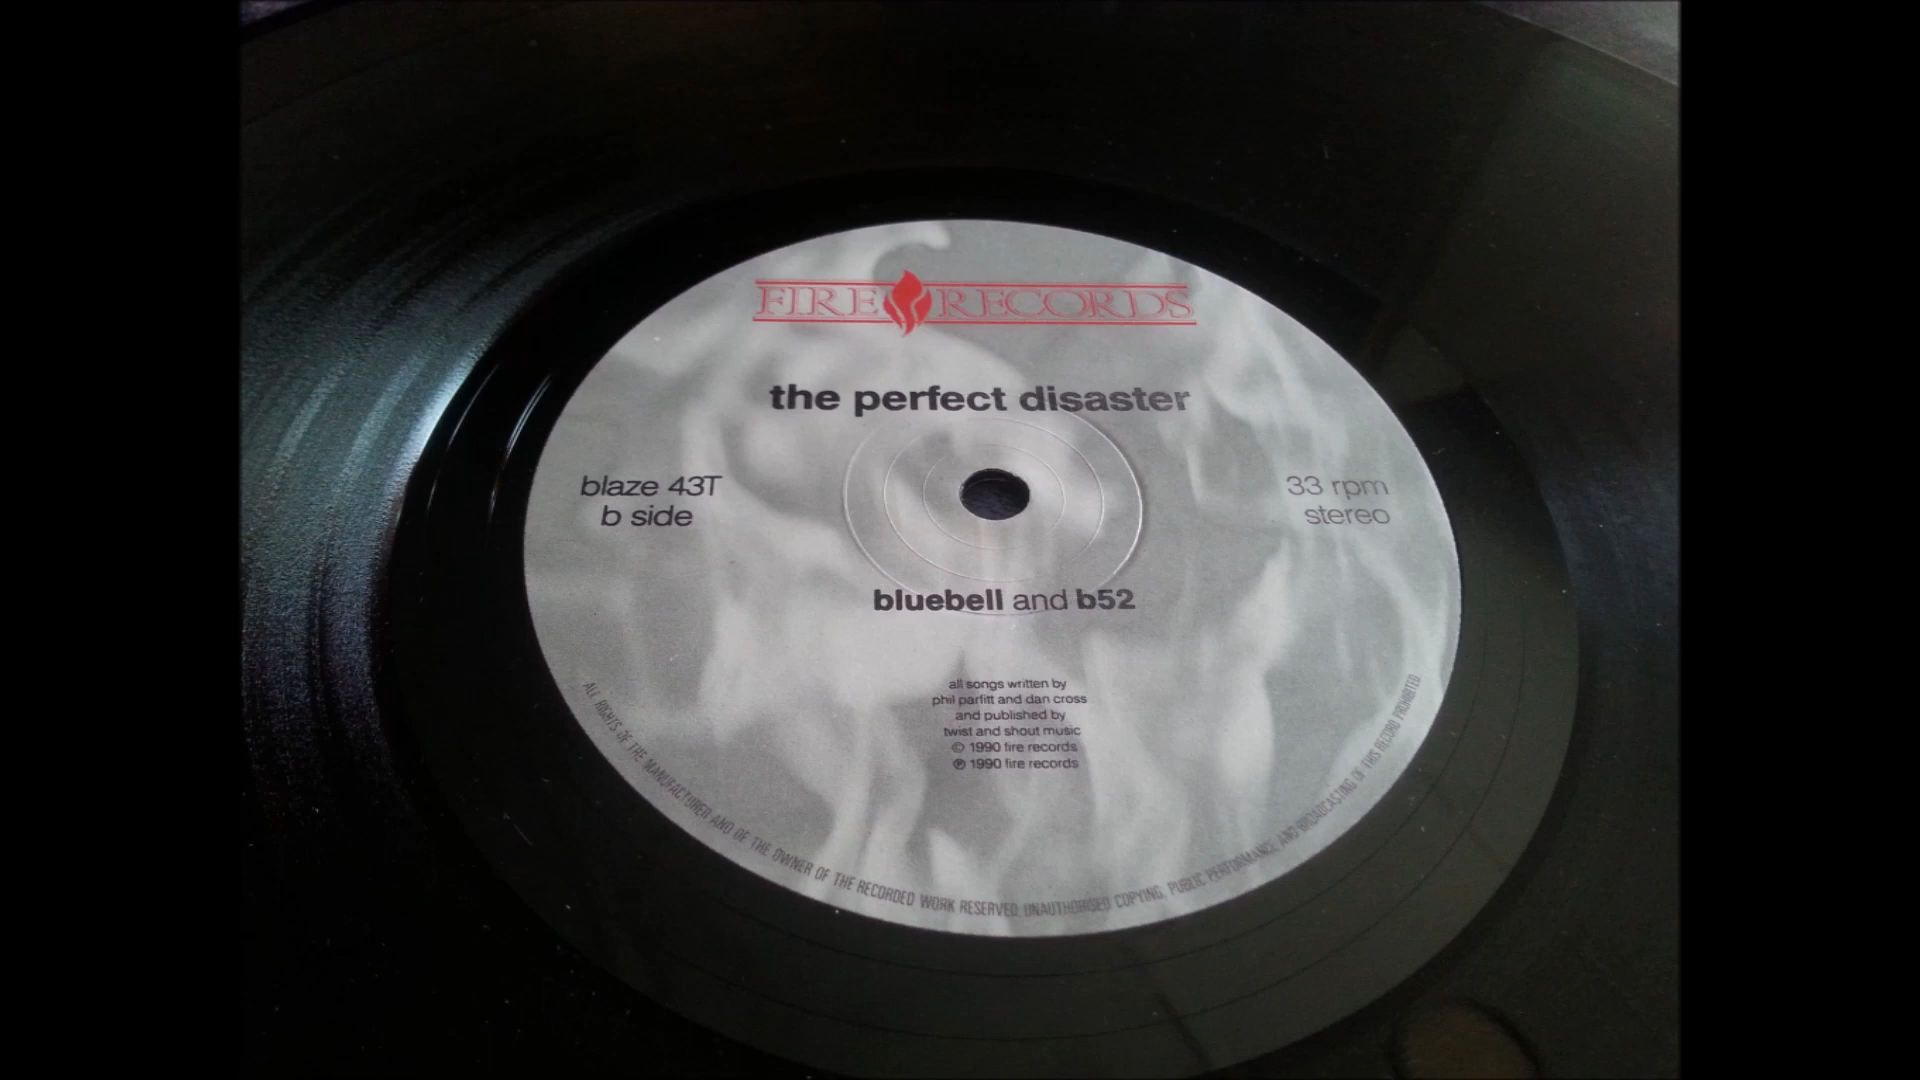 FIRE RECORDS
the perfect disaster
blaze 43T
b side
33 rpm
stereo
bluebell and b52
all songs written by
phil parfitt and dan cross
and published by
twist and shout music
© 1990 fire records
℗ 1990 fire records
ALL RIGHTS OF THE MANUFACTURER AND OF THE OWNER OF THE RECORDED WORK RESERVED. UNAUTHORISED COPYING, PUBLIC PERFORMANCE AND BROADCASTING OF THIS RECORD PROHIBITED.